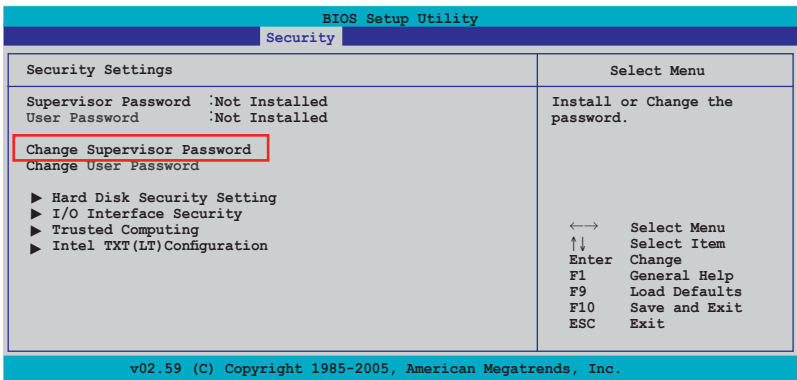 BIOS Setup Utility
Security
Security Settings
Supervisor Password :Not Installed
User Password :Not Installed
Change Supervisor Password
Change User Password
▶ Hard Disk Security Setting
▶ I/O Interface Security
▶ Trusted Computing
▶ Intel TXT(LT)Configuration
Select Menu
Install or Change the
password.
←→ Select Menu
↑↓ Select Item
Enter Change
F1 General Help
F9 Load Defaults
F10 Save and Exit
ESC Exit
v02.59 (C) Copyright 1985-2005, American Megatrends, Inc.